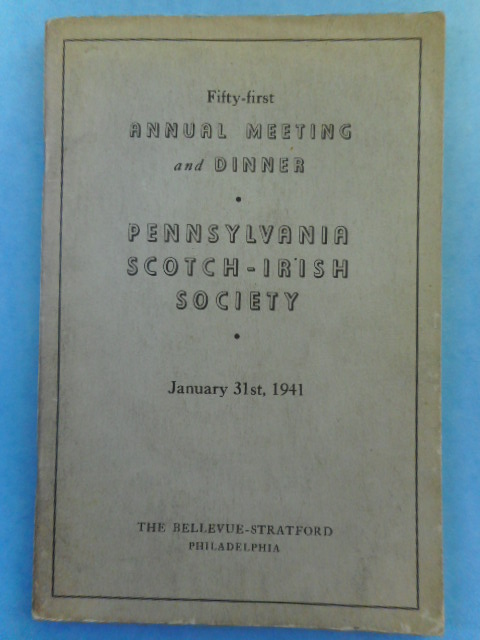 Fifty-first
ANNUAL MEETING
and DINNER
PENNSYLVANIA
SCOTCH-IRISH
SOCIETY
January 31st, 1941
THE BELLEVUE-STRATFORD
PHILADELPHIA